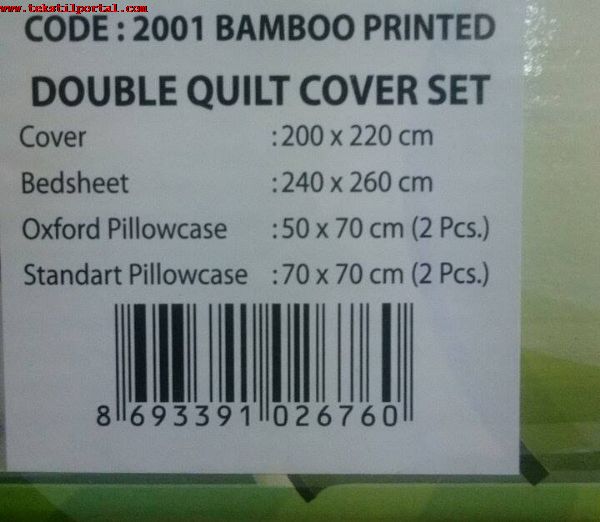 www.tekstilportal.com
CODE : 2001 BAMBOO PRINTED
DOUBLE QUILT COVER SET
Cover : 200 x 220 cm
Bedsheet : 240 x 260 cm
Oxford Pillowcase : 50 x 70 cm (2 Pcs.)
Standart Pillowcase : 70 x 70 cm (2 Pcs.)
8 693391 026760